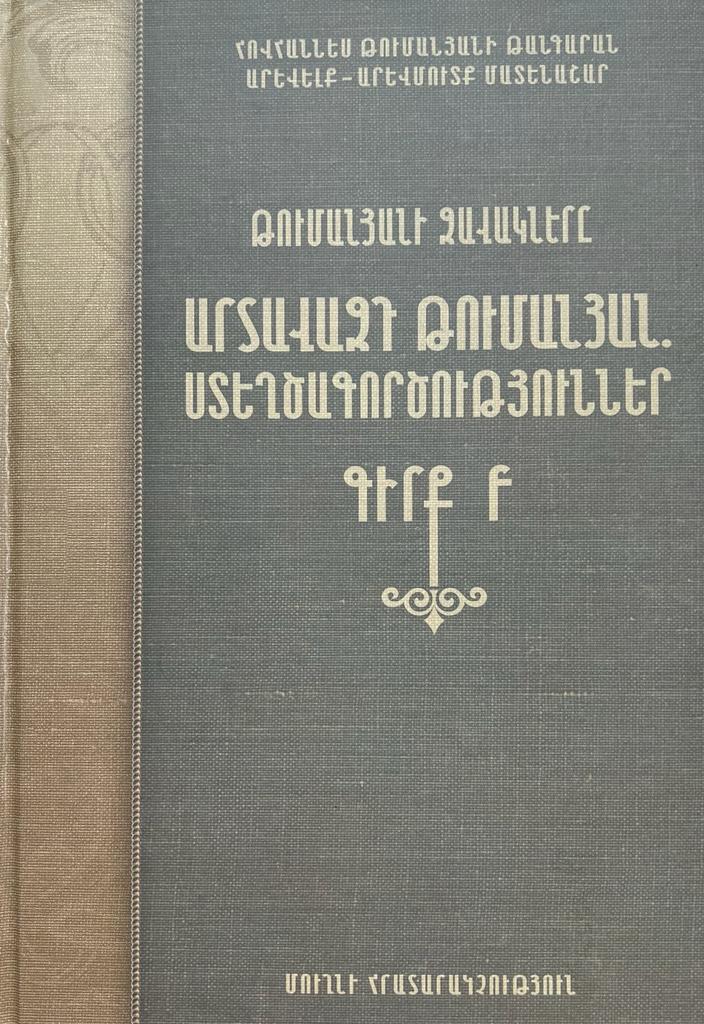 ՀՈՎՀԱՆՆԵՍ ԹՈՒՄԱՆՅԱՆԻ ԹԱՆԳԱՐԱՆ
ԱՐԵՎԵԼՔ – ԱՐԵՎՄՈՒՏՔ ՄԱՏԵՆԱՇԱՐ
ԹՈՒՄԱՆՅԱՆԻ ԶԱՎԱԿՆԵՐԸ
ԱՐՏԱՎԱԶԴ ԹՈՒՄԱՆՅԱՆ.
ՍՏԵՂԾԱԳՈՐԾՈՒԹՅՈՒՆՆԵՐ
ԳԻՐՔ Բ
ՄՈՒՂՆԻ ՀՐԱՏԱՐԱԿՉՈՒԹՅՈՒՆ